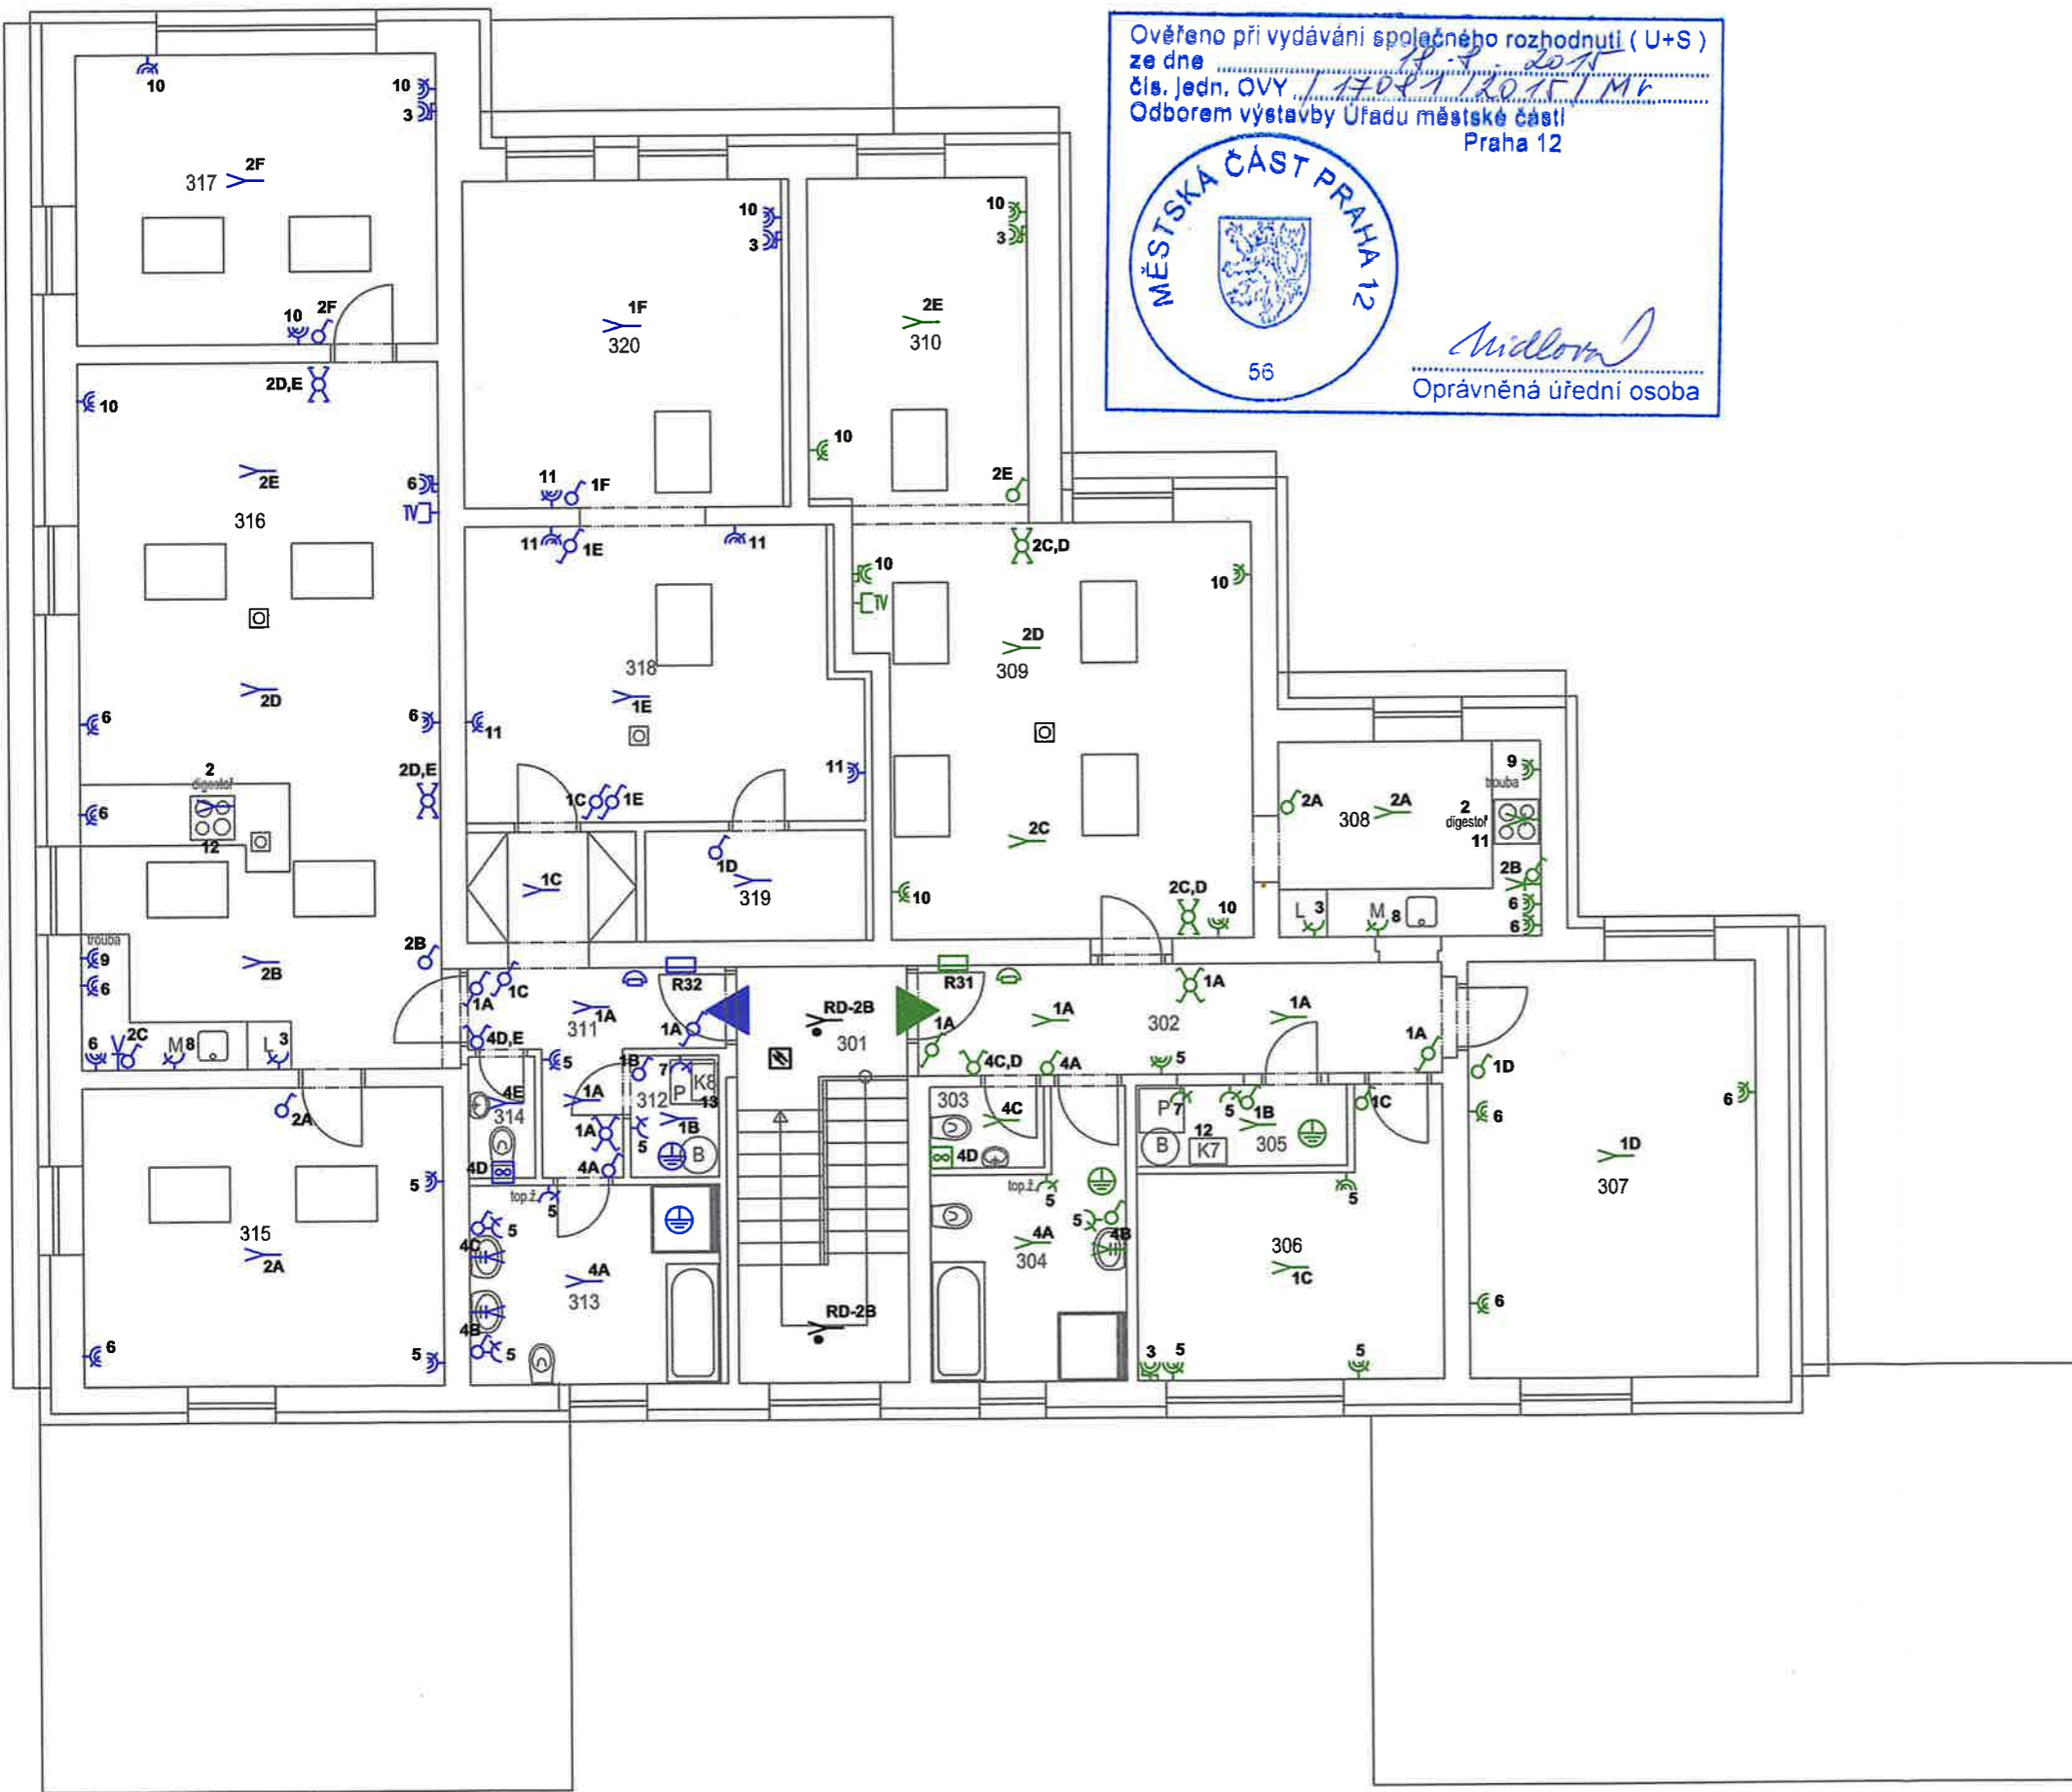 Ověřeno při vydávání společného rozhodnutí ( U+S )
ze dne
čís. jedn. OVY / 17081 / 2015 / Mr
Odborem výstavby Úřadu městské části
Praha 12
MĚSTSKÁ ČÁST PRAHA 12
56
Oprávněná úřední osoba
10
10
3
317 2F
10 2F
2D,E
10
2E
6
316
TV
2D
6
6
2D,E
2
digestoř
6
12
2B
trouba
9
2B
6
6 2C M 8 L 3
10
3
1F
320
11 1F
11 1E 11
318
1E
11
11
1C 1E
1D
1C
319
10
3
2E
310
10
2E
2C,D
10
10
TV
2D
309
2C
2C,D
10
10
9
trouba
2A
308 2A
2
digestoř
11
2B
L 3 M 8
6
6
1A 1C
R32
311 1A
1A
4D,E
5
1B
7
K8
P
13
4E
314
1A
312
1B
1A
5
4D
4A
B
RD-2B
301
R31
1A
1A
302
1A
1A
1A
4C,D 4A
5
303
4C
P 7
5
1B
1C
12
305
B
K7
4D
1D
6
6
1D
307
6
2A
315
2A
5
6
5
top.ž.
5
5
4C
4A
313
4B
5
RD-2B
top.ž.
5
5
4B
4A
304
5
306
1C
3 5
5